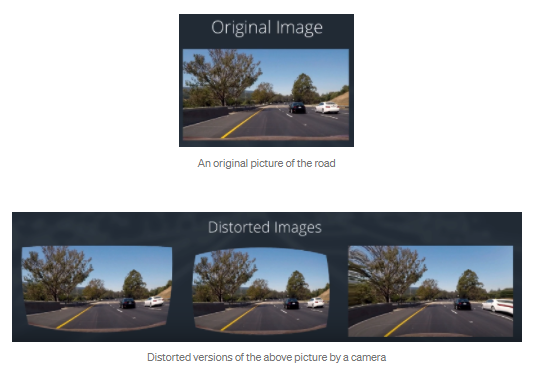 Original Image
An original picture of the road
Distorted Images
Distorted versions of the above picture by a camera